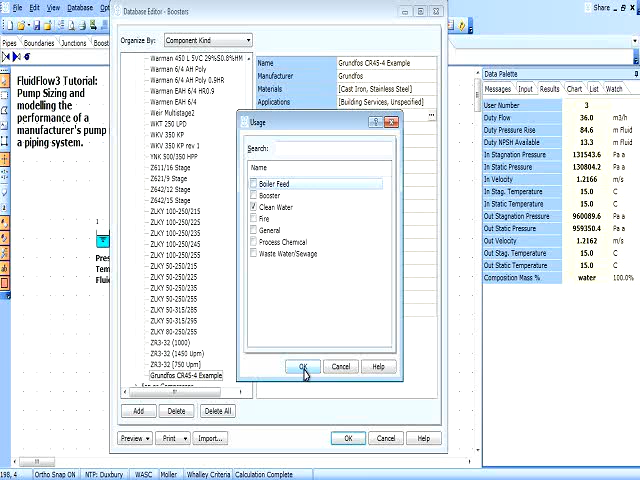 File Edit View Database Opti
Share
Pipes Boundaries Junctions Boost
FluidFlow3 Tutorial:
Pump Sizing and
modelling the
performance of a
manufacturer's pump
a piping system.
1
Pres
Tem
Fluid
Database Editor - Boosters
Organize By: Component Kind
Warman 450 L 5VC 29%S0.8%HM
Warman 6/4 AH Poly
Warman 6/4 AH Poly 0.9HR
Warman EAH 6/4 HR0.9
Warman EAH 6/4
Weir Multistage2
WKT 250 LPD
WKV 350 KP
WKV 350 KP rev 1
YNK 500/350 HPP
Z611/16 Stage
Z621/9 Stage
Z642/12 Stage
Z642/15 Stage
ZLKY 100-250/215
ZLKY 100-250/225
ZLKY 100-250/235
ZLKY 100-250/245
ZLKY 100-250/255
ZLKY 50-250/215
ZLKY 50-250/225
ZLKY 50-250/235
ZLKY 50-250/255
ZLKY 50-315/285
ZLKY 50-315/295
ZLKY 80-250/255
ZR3-32 (1000)
ZR3-32 (1450 Upm)
ZR3-32 [750 Upm]
Grundfos CR45-4 Example
Name Grundfos CR45-4 Example
Manufacturer Grundfos
Materials [Cast Iron, Stainless Steel]
Applications [Building Services, Unspecified]
Usage
Search:
Name
Boiler Feed
Booster
Clean Water
Fire
General
Process Chemical
Waste Water/Sewage
OK Cancel Help
Add Delete Delete All
Preview Print Import...
OK Cancel Help
Data Palette
Messages Input Results Chart List Watch
User Number 3
Duty Flow 36.0 m3/h
Duty Pressure Rise 84.6 m Fluid
Duty NPSH Available 13.3 m Fluid
In Stagnation Pressure 131543.6 Pa a
In Static Pressure 130804.2 Pa a
In Velocity 1.2166 m/s
In Stag. Temperature 15.0 C
In Static Temperature 15.0 C
Out Stagnation Pressure 960089.6 Pa a
Out Static Pressure 959350.4 Pa a
Out Velocity 1.2162 m/s
Out Stag. Temperature 15.0 C
Out Static Temperature 15.0 C
Composition Mass % water 100.0%
198, 4 Ortho Snap ON NTP: Duxbury WASC Moller Whalley Criteria Calculation Complete